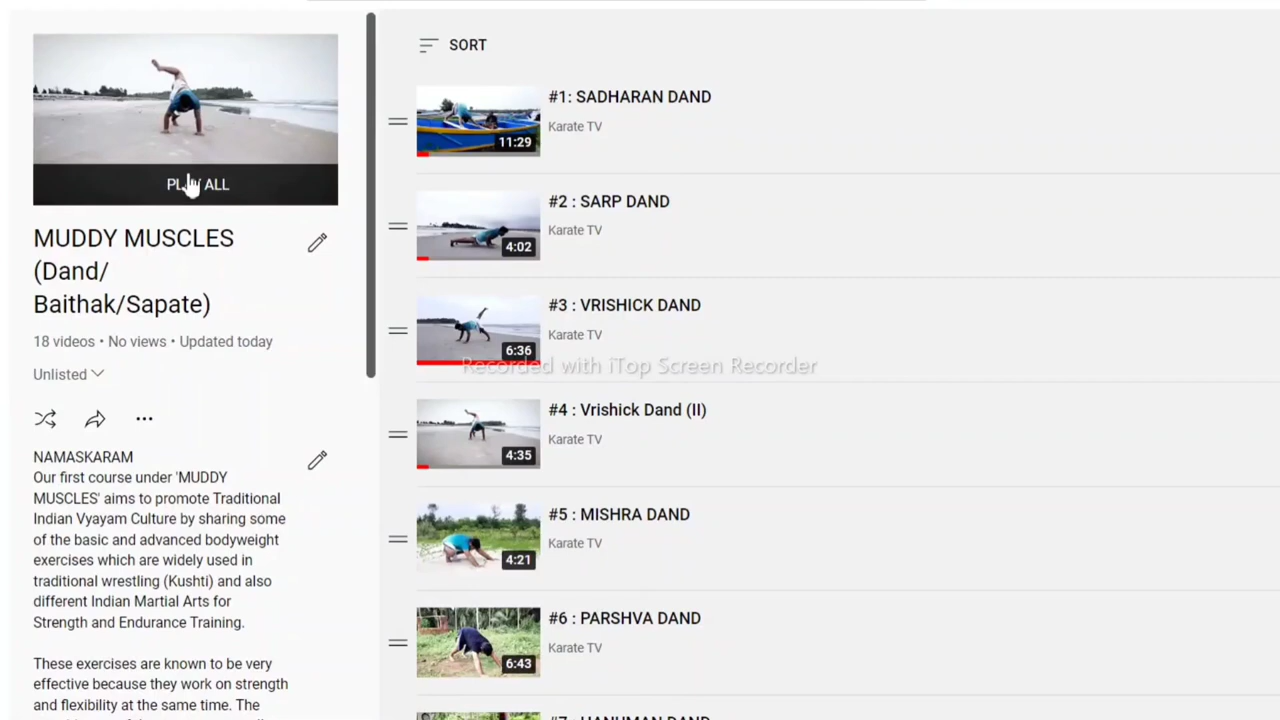 PLAY ALL
MUDDY MUSCLES
(Dand/
Baithak/Sapate)
18 videos • No views • Updated today
Unlisted
NAMASKARAM
Our first course under 'MUDDY
MUSCLES' aims to promote Traditional
Indian Vyayam Culture by sharing some
of the basic and advanced bodyweight
exercises which are widely used in
traditional wrestling (Kushti) and also
different Indian Martial Arts for
Strength and Endurance Training.
These exercises are known to be very
effective because they work on strength
and flexibility at the same time. The
SORT
#1: SADHARAN DAND
Karate TV
11:29
#2 : SARP DAND
Karate TV
4:02
#3 : VRISHICK DAND
Karate TV
6:36
Recorded with iTop Screen Recorder
#4 : Vrishick Dand (II)
Karate TV
4:35
#5 : MISHRA DAND
Karate TV
4:21
#6 : PARSHVA DAND
Karate TV
6:43
#7 : HANUMAN DAND